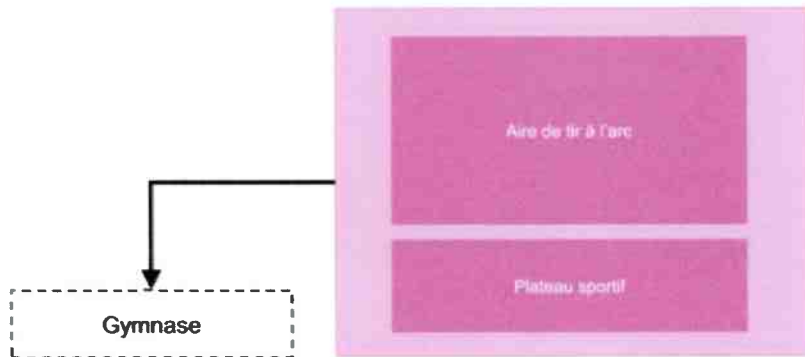 Aire de tir à l'arc
Plateau sportif
Gymnase